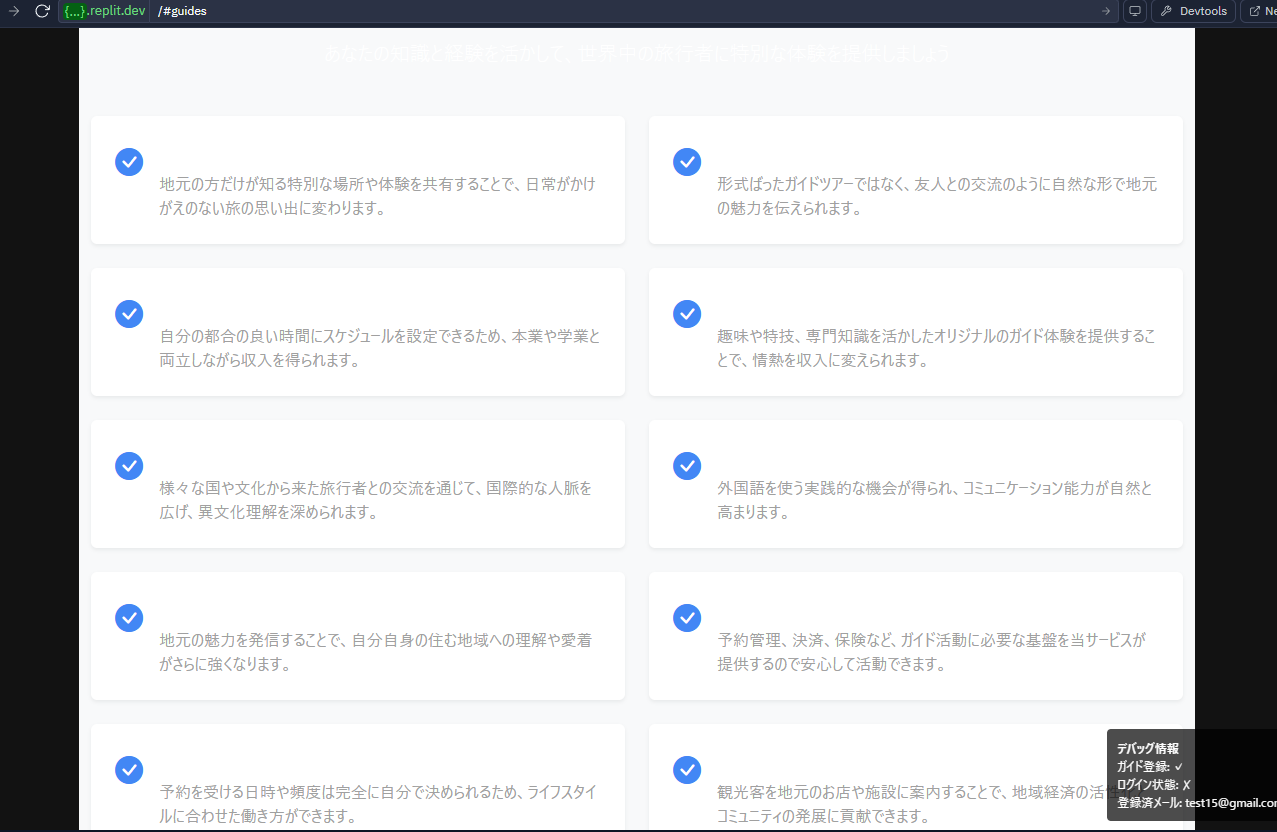 {...}.replit.dev /#guides
Devtools
Ne
あなたの知識と経験を活かして、世界中の旅行者に特別な体験を提供しましょう
地元の方だけが知る特別な場所や体験を共有することで、日常がかけ
がえのない旅の思い出に変わります。
形式ばったガイドツアーではなく、友人との交流のように自然な形で地元
の魅力を伝えられます。
自分の都合の良い時間にスケジュールを設定できるため、本業や学業と
両立しながら収入を得られます。
趣味や特技、専門知識を活かしたオリジナルのガイド体験を提供するこ
とで、情熱を収入に変えられます。
様々な国や文化から来た旅行者との交流を通じて、国際的な人脈を
広げ、異文化理解を深められます。
外国語を使う実践的な機会が得られ、コミュニケーション能力が自然と
高まります。
地元の魅力を発信することで、自分自身の住む地域への理解や愛着
がさらに強くなります。
予約管理、決済、保険など、ガイド活動に必要な基盤を当サービスが
提供するので安心して活動できます。
予約を受ける日時や頻度は完全に自分で決められるため、ライフスタイ
ルに合わせた働き方ができます。
観光客を地元のお店や施設に案内することで、地域経済の活性
コミュニティの発展に貢献できます。
デバッグ情報
ガイド登録: ✓
ログイン状態: ✗
登録済メール: test15@gmail.co